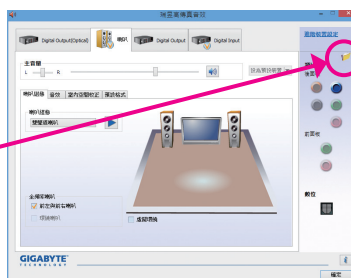 瑞昱高傳真音效
Digital Output(Optical)
喇叭
Digital Output
Digital Input
進階裝置設定
主音量
L
R
喇叭組態
音效
室內空間校正
預設格式
喇叭組態
雙聲道喇叭
後面
前面板
數位
全頻率喇叭
前左與前右喇叭
環繞喇叭
虛擬環繞
GIGABYTE
TECHNOLOGY
確定